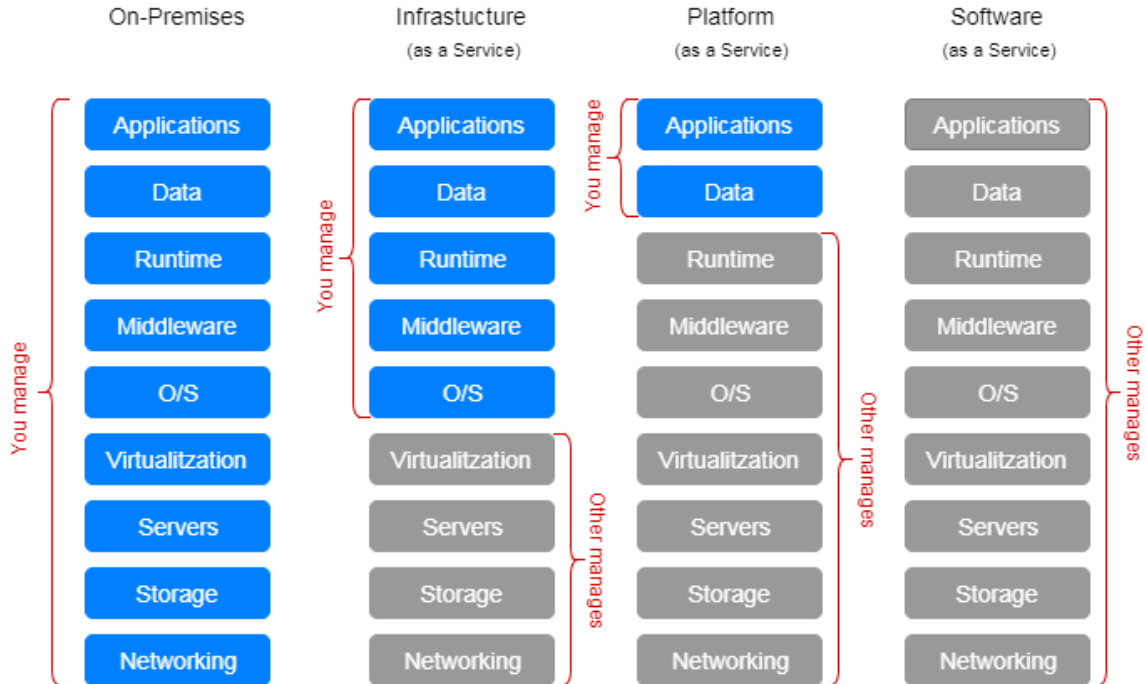 On-Premises
Infrastucture
(as a Service)
Platform
(as a Service)
Software
(as a Service)
You manage
Applications
Data
Runtime
Middleware
O/S
Virtualitzation
Servers
Storage
Networking
You manage
Applications
Data
Runtime
Middleware
O/S
Virtualitzation
Servers
Storage
Networking
Other manages
You manage
Applications
Data
Runtime
Middleware
O/S
Virtualitzation
Servers
Storage
Networking
Other manages
Applications
Data
Runtime
Middleware
O/S
Virtualitzation
Servers
Storage
Networking
Other manages